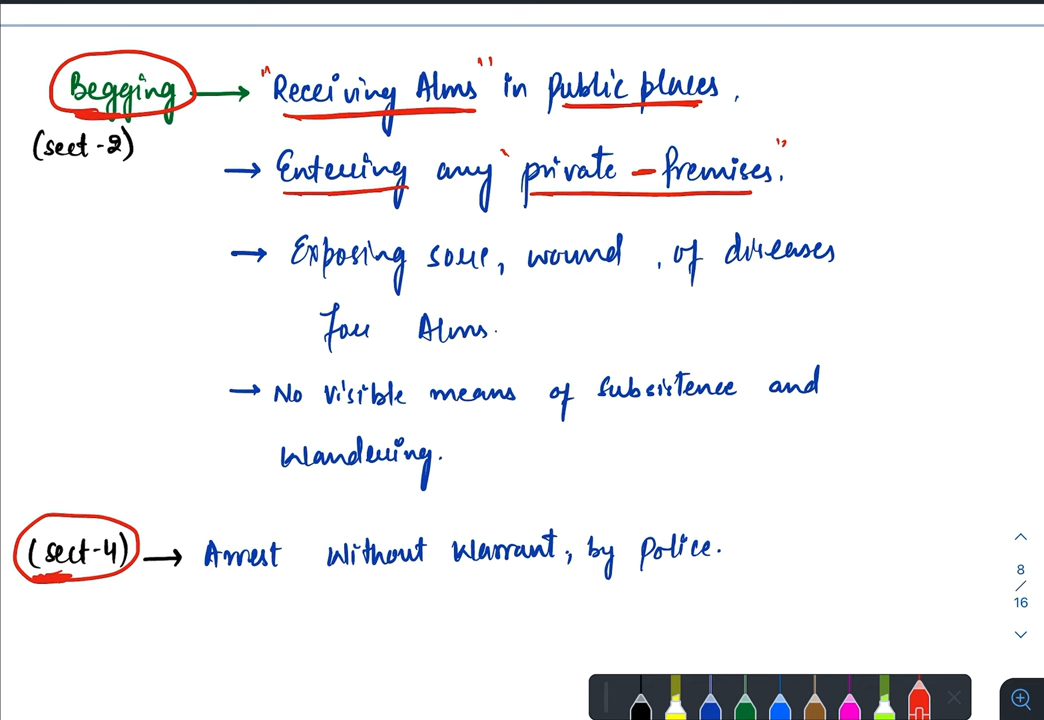 Begging → "Receiving Alms" in public places.
(sect-2)
→ Entering any "private - premises."
→ Exposing sore, wound, of diseases
for Alms.
→ No visible means of subsistence and
wandering.
(sect-4) → Arrest without warrant, by police.
8
/
16